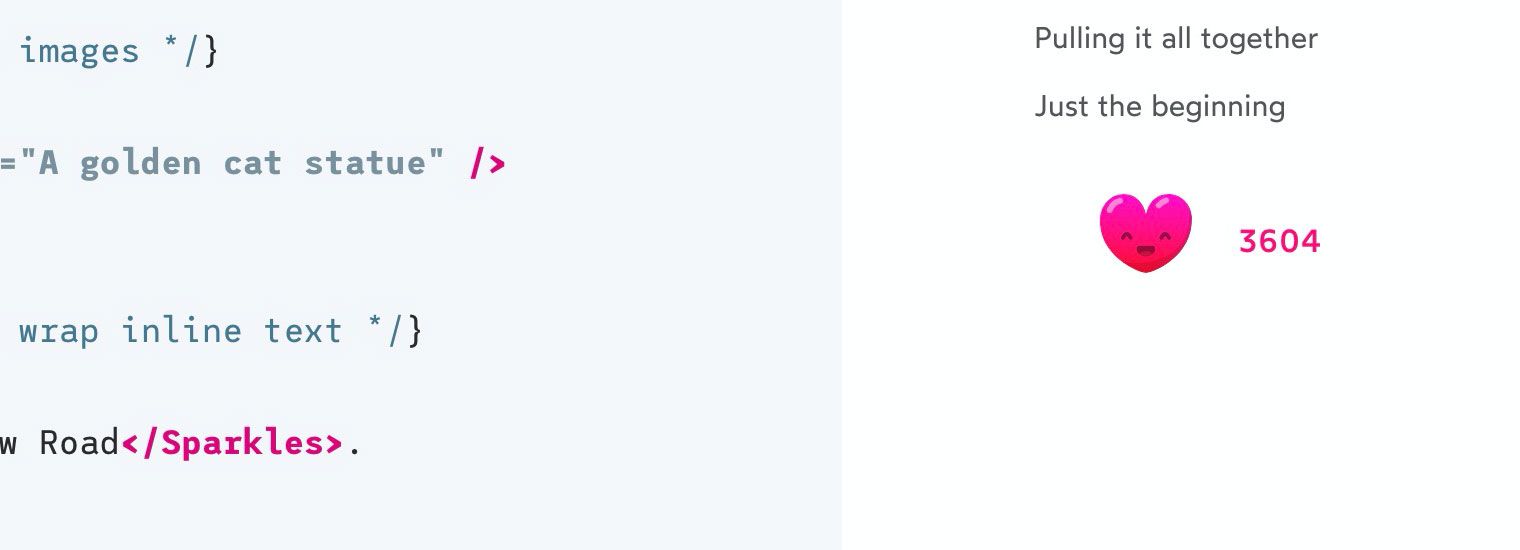 images */}
="A golden cat statue" />
wrap inline text */}
w Road</Sparkles>.
Pulling it all together
Just the beginning
3604